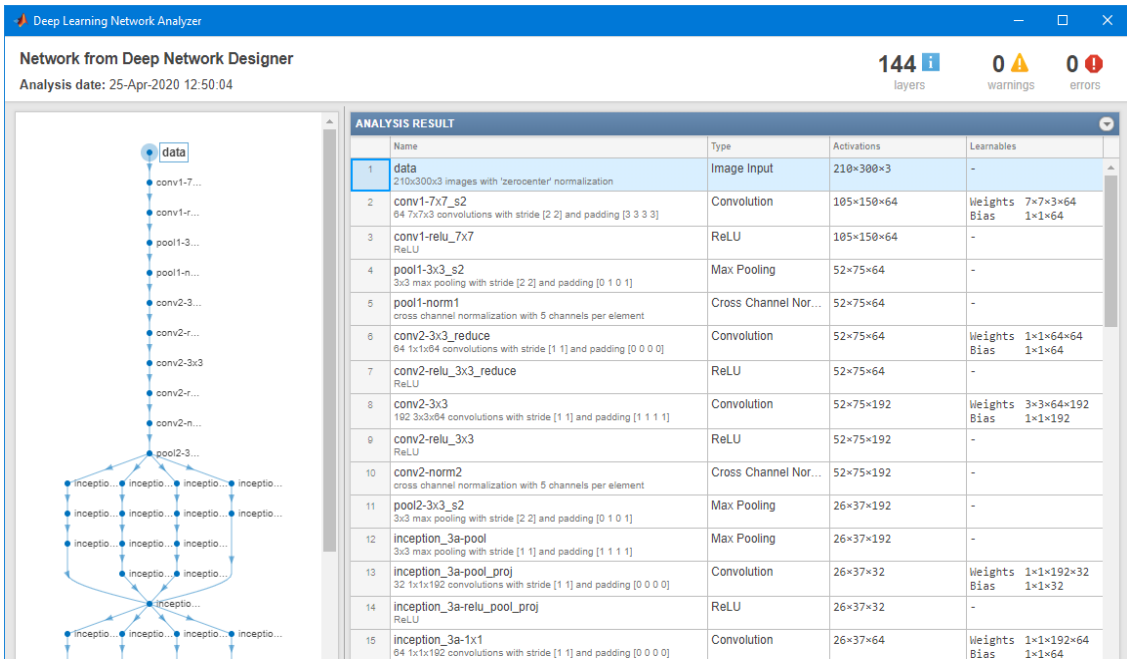 Deep Learning Network Analyzer
Network from Deep Network Designer
Analysis date: 25-Apr-2020 12:50:04
144 i
layers
0
warnings
0
errors
data
conv1-7...
conv1-r...
pool1-3...
pool1-n...
conv2-3...
conv2-r...
conv2-3x3
conv2-r...
conv2-n...
pool2-3...
inceptio... inceptio... inceptio... inceptio...
inceptio... inceptio... inceptio... inceptio...
inceptio... inceptio... inceptio...
inceptio... inceptio...
inceptio...
inceptio... inceptio... inceptio... inceptio...
ANALYSIS RESULT
Name Type Activations Learnables
1 data Image Input 210×300×3 -
210x300x3 images with 'zerocenter' normalization
2 conv1-7x7_s2 Convolution 105×150×64 Weights 7×7×3×64
64 7x7x3 convolutions with stride [2 2] and padding [3 3 3 3] Bias 1×1×64
3 conv1-relu_7x7 ReLU 105×150×64 -
ReLU
4 pool1-3x3_s2 Max Pooling 52×75×64 -
3x3 max pooling with stride [2 2] and padding [0 1 0 1]
5 pool1-norm1 Cross Channel Nor... 52×75×64 -
cross channel normalization with 5 channels per element
6 conv2-3x3_reduce Convolution 52×75×64 Weights 1×1×64×64
64 1x1x64 convolutions with stride [1 1] and padding [0 0 0 0] Bias 1×1×64
7 conv2-relu_3x3_reduce ReLU 52×75×64 -
ReLU
8 conv2-3x3 Convolution 52×75×192 Weights 3×3×64×192
192 3x3x64 convolutions with stride [1 1] and padding [1 1 1 1] Bias 1×1×192
9 conv2-relu_3x3 ReLU 52×75×192 -
ReLU
10 conv2-norm2 Cross Channel Nor... 52×75×192 -
cross channel normalization with 5 channels per element
11 pool2-3x3_s2 Max Pooling 26×37×192 -
3x3 max pooling with stride [2 2] and padding [0 1 0 1]
12 inception_3a-pool Max Pooling 26×37×192 -
3x3 max pooling with stride [1 1] and padding [1 1 1 1]
13 inception_3a-pool_proj Convolution 26×37×32 Weights 1×1×192×32
32 1x1x192 convolutions with stride [1 1] and padding [0 0 0 0] Bias 1×1×32
14 inception_3a-relu_pool_proj ReLU 26×37×32 -
ReLU
15 inception_3a-1x1 Convolution 26×37×64 Weights 1×1×192×64
64 1x1x192 convolutions with stride [1 1] and padding [0 0 0 0] Bias 1×1×64